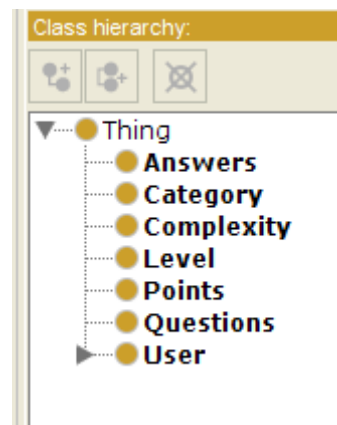 Class hierarchy:
Thing
Answers
Category
Complexity
Level
Points
Questions
User